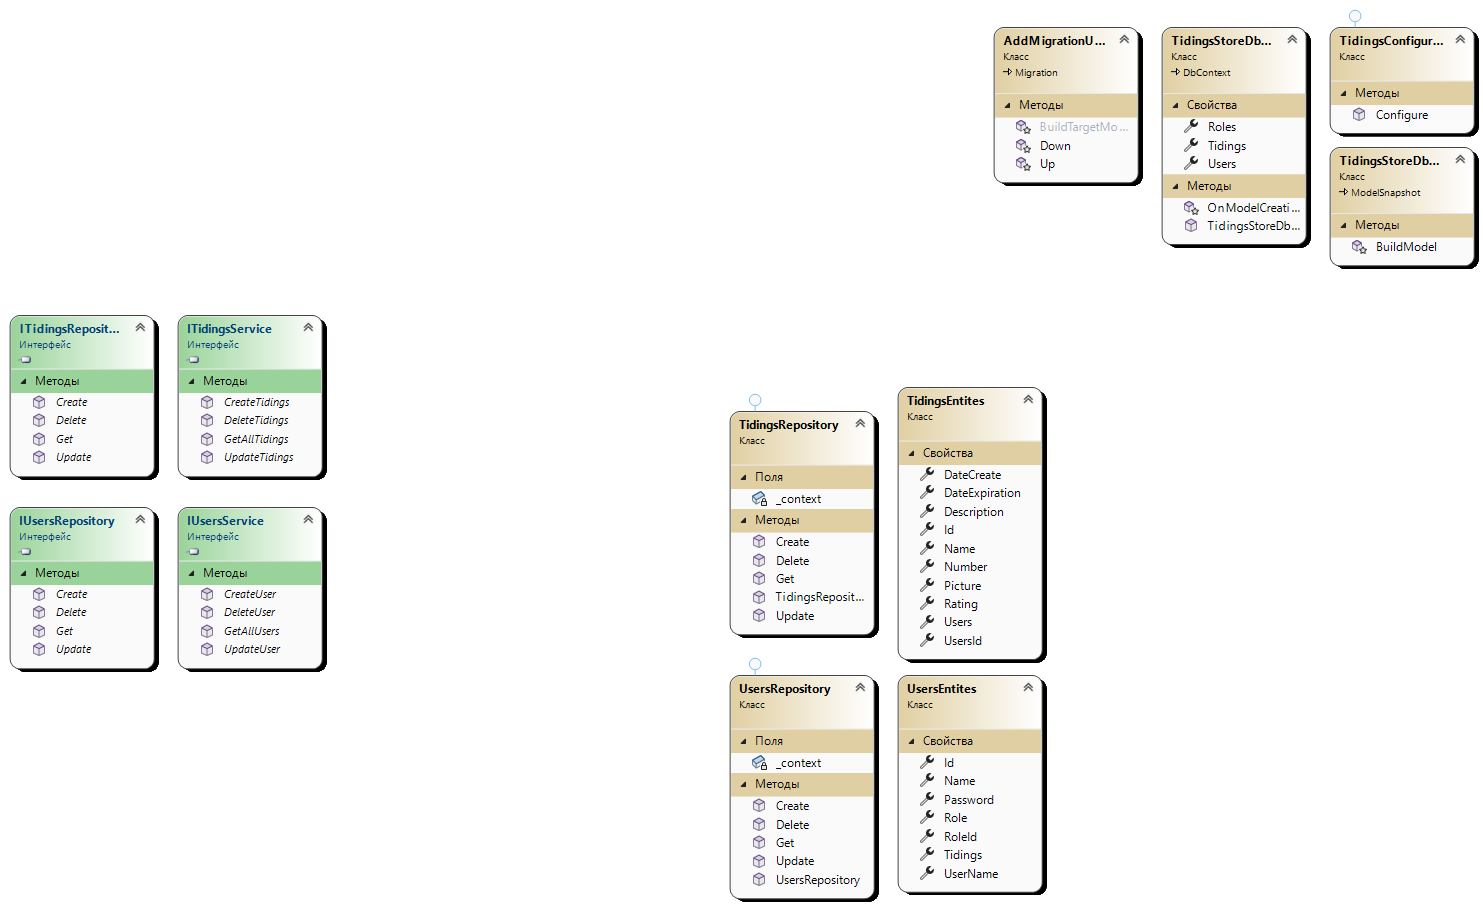 AddMigrationU...
Класс
Migration
Методы
BuildTargetMo...
Down
Up
TidingsStoreDb...
Класс
DbContext
Свойства
Roles
Tidings
Users
Методы
OnModelCreati...
TidingsStoreDb...
TidingsConfigur...
Класс
Методы
Configure
TidingsStoreDb...
Класс
ModelSnapshot
Методы
BuildModel
ITidingsReposit...
Интерфейс
Методы
Create
Delete
Get
Update
ITidingsService
Интерфейс
Методы
CreateTidings
DeleteTidings
GetAllTidings
UpdateTidings
IUsersRepository
Интерфейс
Методы
Create
Delete
Get
Update
IUsersService
Интерфейс
Методы
CreateUser
DeleteUser
GetAllUsers
UpdateUser
TidingsRepository
Класс
Поля
_context
Методы
Create
Delete
Get
TidingsReposit...
Update
TidingsEntites
Класс
Свойства
DateCreate
DateExpiration
Description
Id
Name
Number
Picture
Rating
Users
UsersId
UsersRepository
Класс
Поля
_context
Методы
Create
Delete
Get
Update
UsersRepository
UsersEntites
Класс
Свойства
Id
Name
Password
Role
RoleId
Tidings
UserName